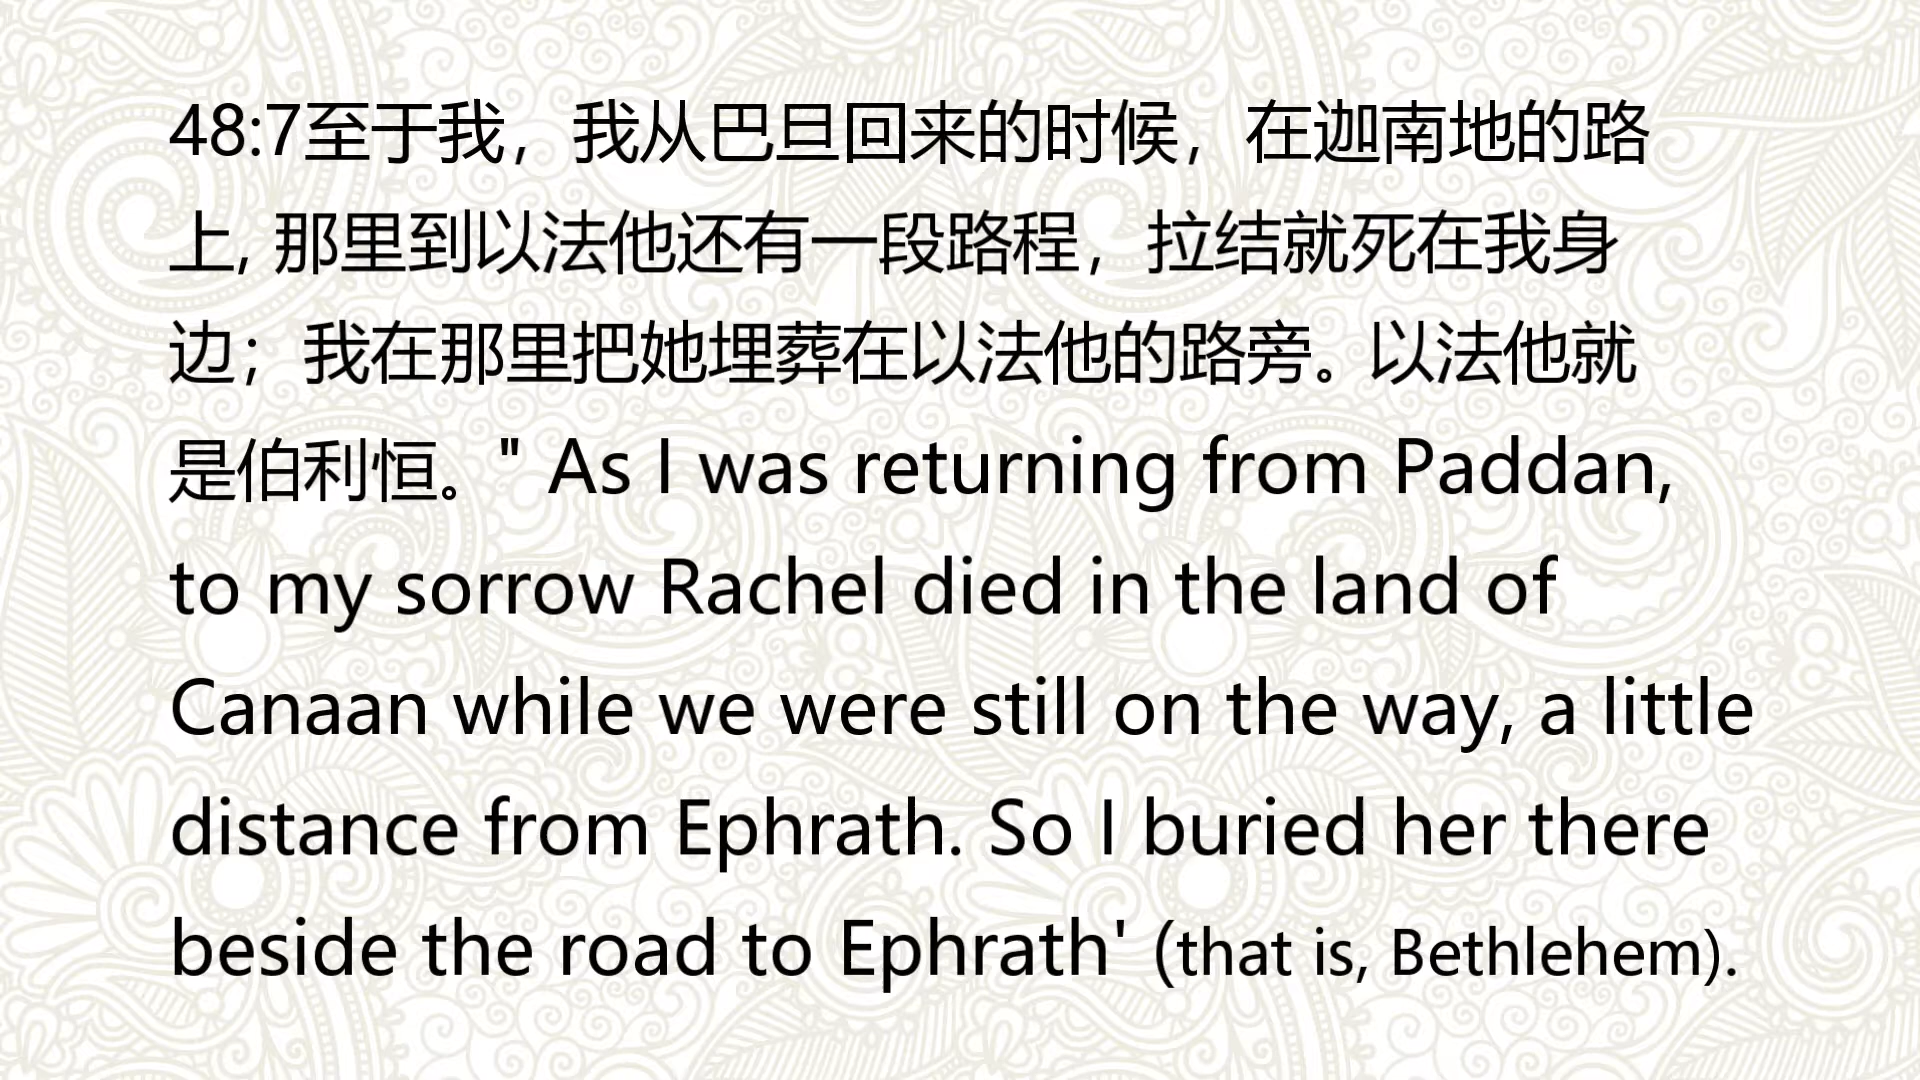 48:7至于我，我从巴旦回来的时候，在迦南地的路
上, 那里到以法他还有一段路程，拉结就死在我身
边；我在那里把她埋葬在以法他的路旁。以法他就
是伯利恒。" As I was returning from Paddan,
to my sorrow Rachel died in the land of
Canaan while we were still on the way, a little
distance from Ephrath. So I buried her there
beside the road to Ephrath' (that is, Bethlehem).